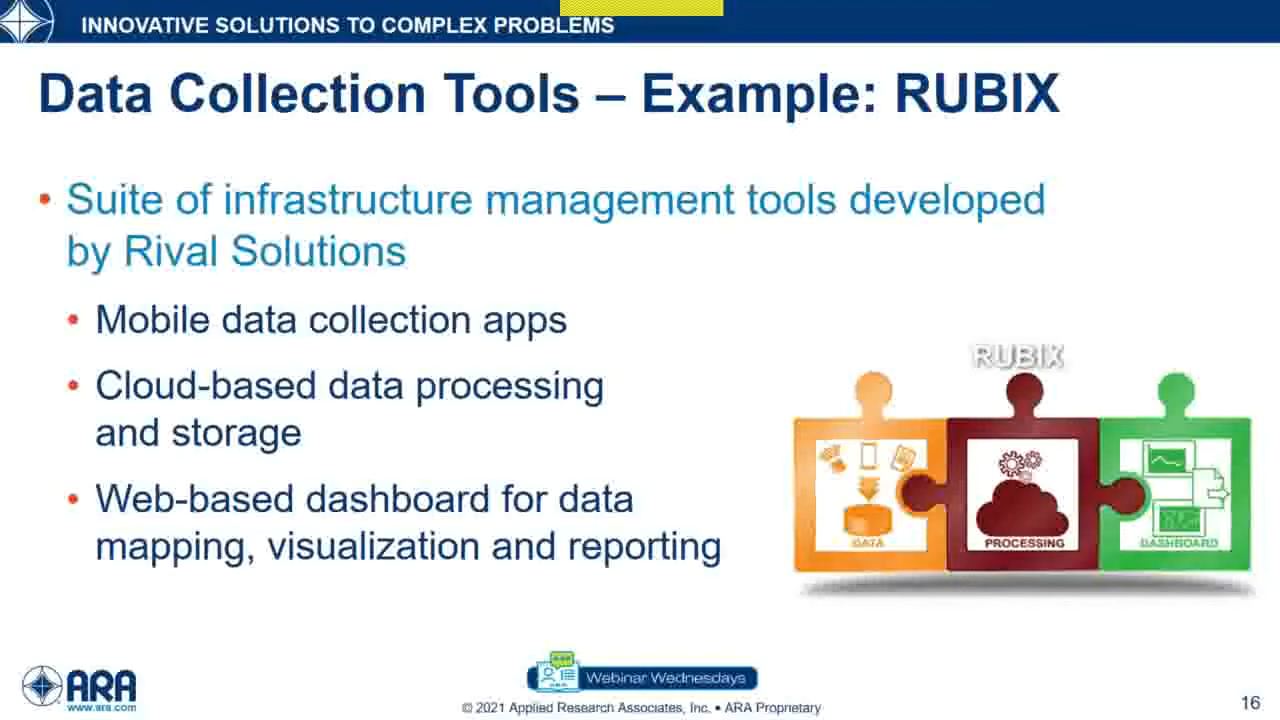 INNOVATIVE SOLUTIONS TO COMPLEX PROBLEMS
Data Collection Tools – Example: RUBIX
• Suite of infrastructure management tools developed
by Rival Solutions
• Mobile data collection apps
• Cloud-based data processing
and storage
• Web-based dashboard for data
mapping, visualization and reporting
RUBIX
DATA
PROCESSING
DASHBOARD
ARA
www.ara.com
Webinar Wednesdays
© 2021 Applied Research Associates, Inc. • ARA Proprietary
16